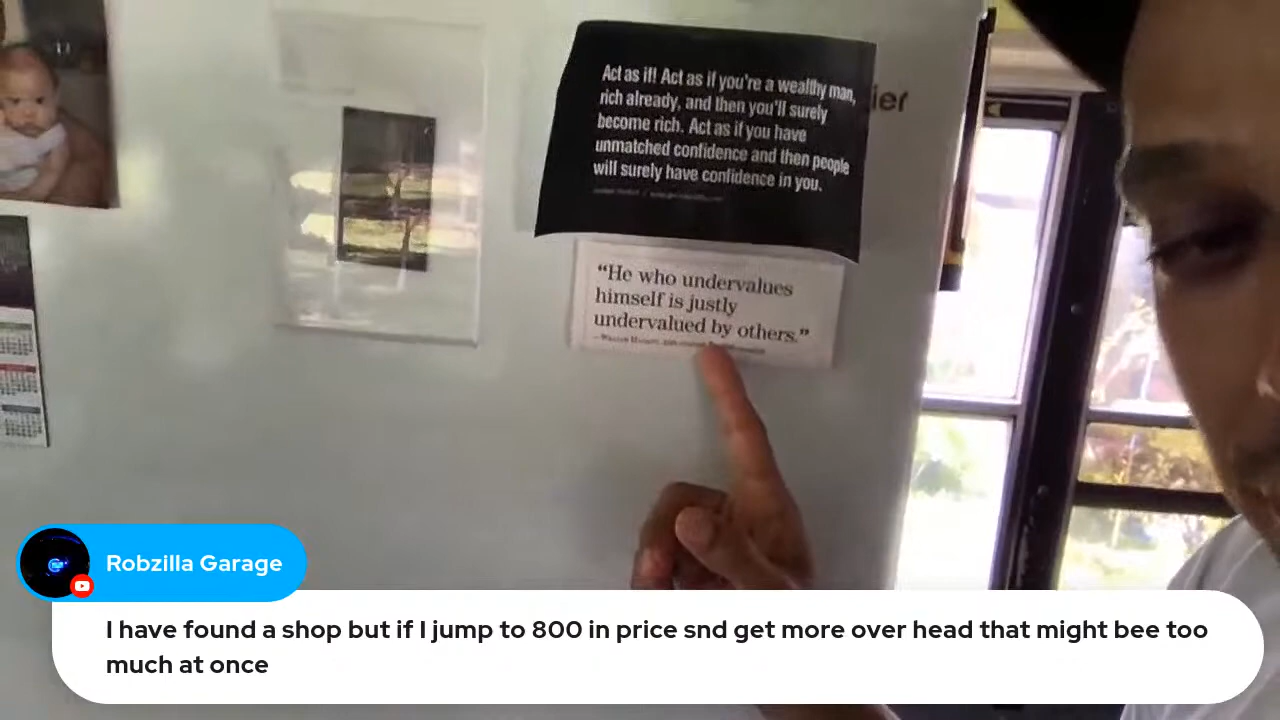 Act as if! Act as if you're a wealthy man,
rich already, and then you'll surely
become rich. Act as if you have
unmatched confidence and then people
will surely have confidence in you.
ier
“He who undervalues
himself is justly
undervalued by others.”
Robzilla Garage
I have found a shop but if I jump to 800 in price snd get more over head that might bee too
much at once